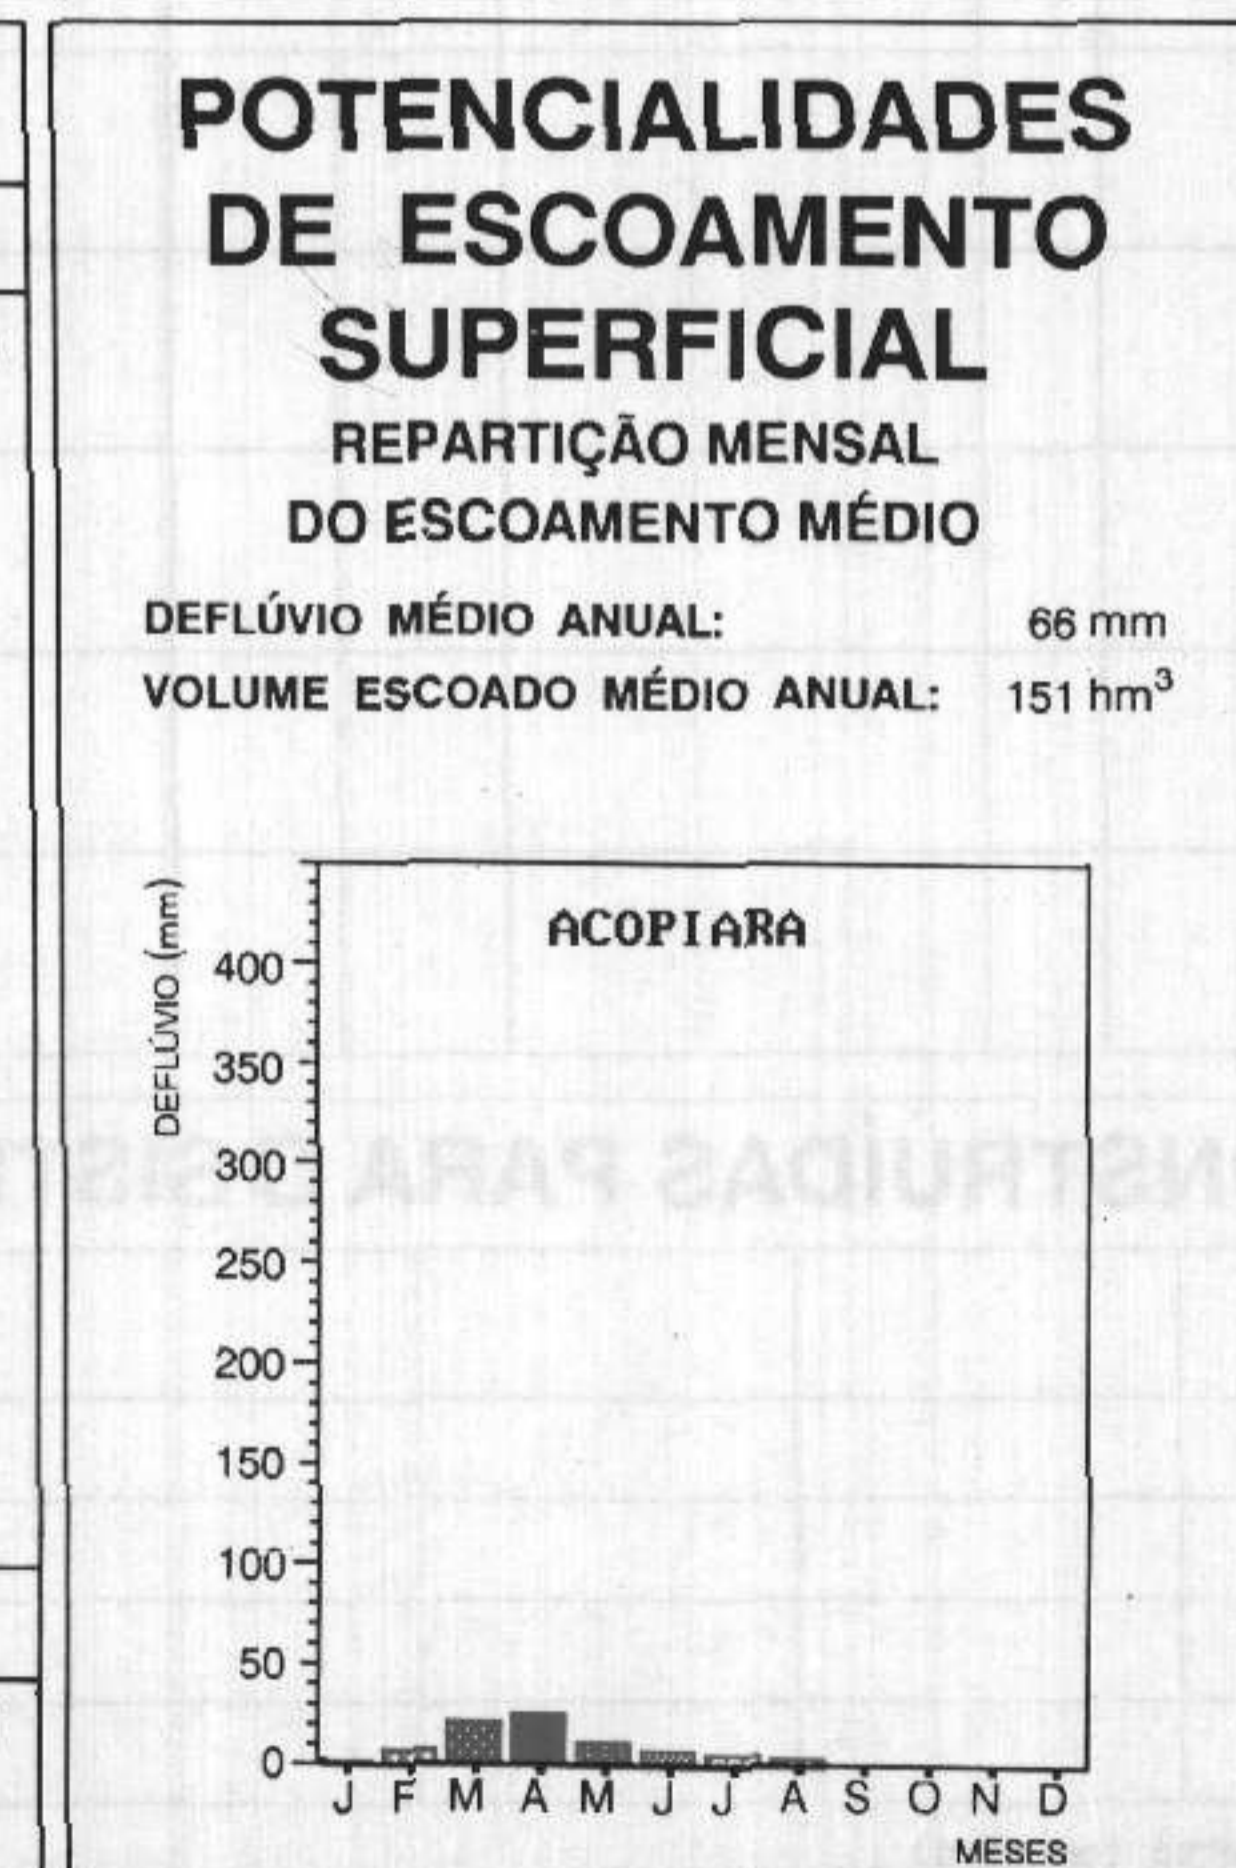 POTENCIALIDADES
DE ESCOAMENTO
SUPERFICIAL
REPARTIÇÃO MENSAL
DO ESCOAMENTO MÉDIO
DEFLÚVIO MÉDIO ANUAL: 66 mm
VOLUME ESCOADO MÉDIO ANUAL: 151 hm³
ACOPIARA
DEFLÚVIO (mm)
400
350
300
250
200
150
100
50
0
J F M A M J J A S O N D
MESES